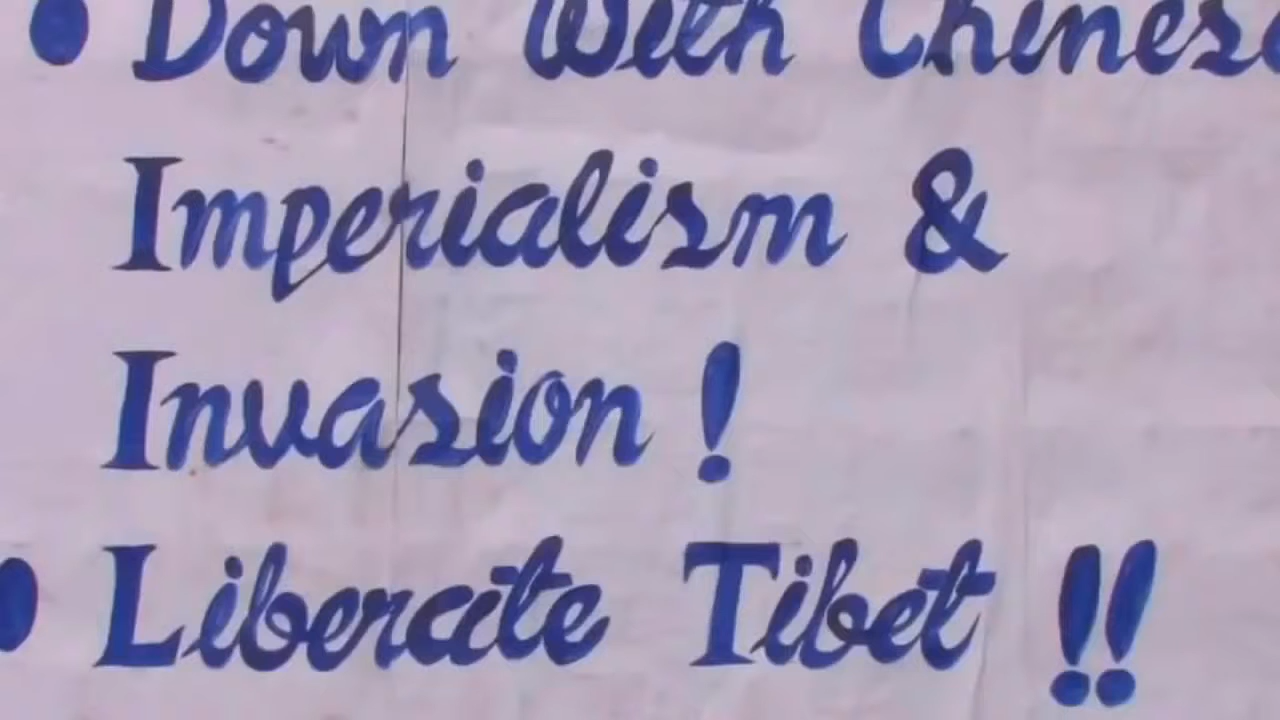 • Down With Chinese
Imperialism &
Invasion !
• Liberate Tibet !!